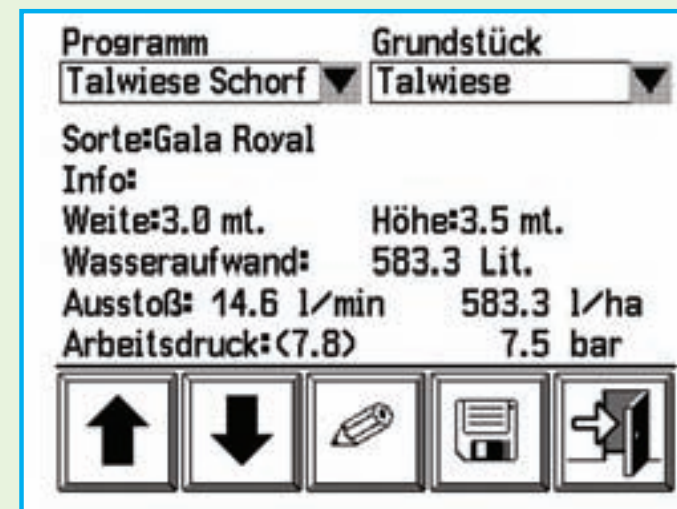 Programm Grundstück
Talwiese Schorf Talwiese
Sorte:Gala Royal
Info:
Weite:3.0 mt. Höhe:3.5 mt.
Wasseraufwand: 583.3 Lit.
Ausstoß: 14.6 l/min 583.3 l/ha
Arbeitsdruck:(7.8) 7.5 bar